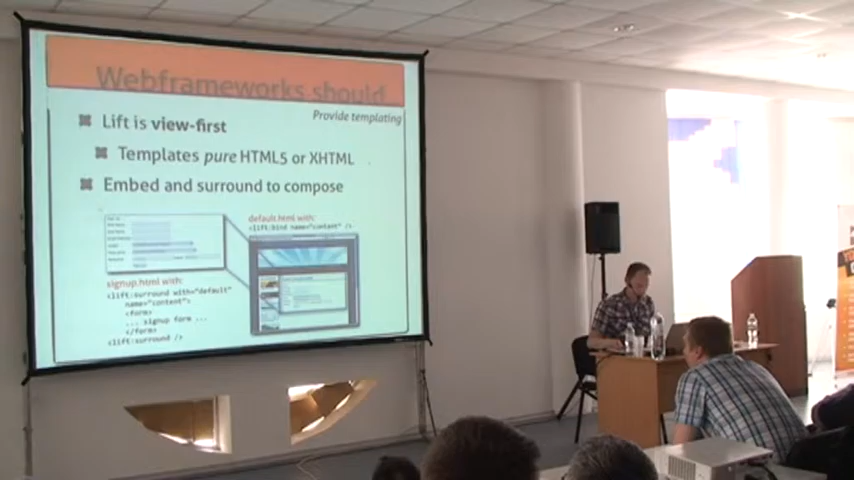 Webframeworks should
Provide templating
Lift is view-first
Templates pure HTML5 or XHTML
Embed and surround to compose
default.html with:
<lift:bind name="content" />
signup.html with:
<lift:surround with="default"
name="content">
<form>
... signup form ...
</form>
<lift:surround />